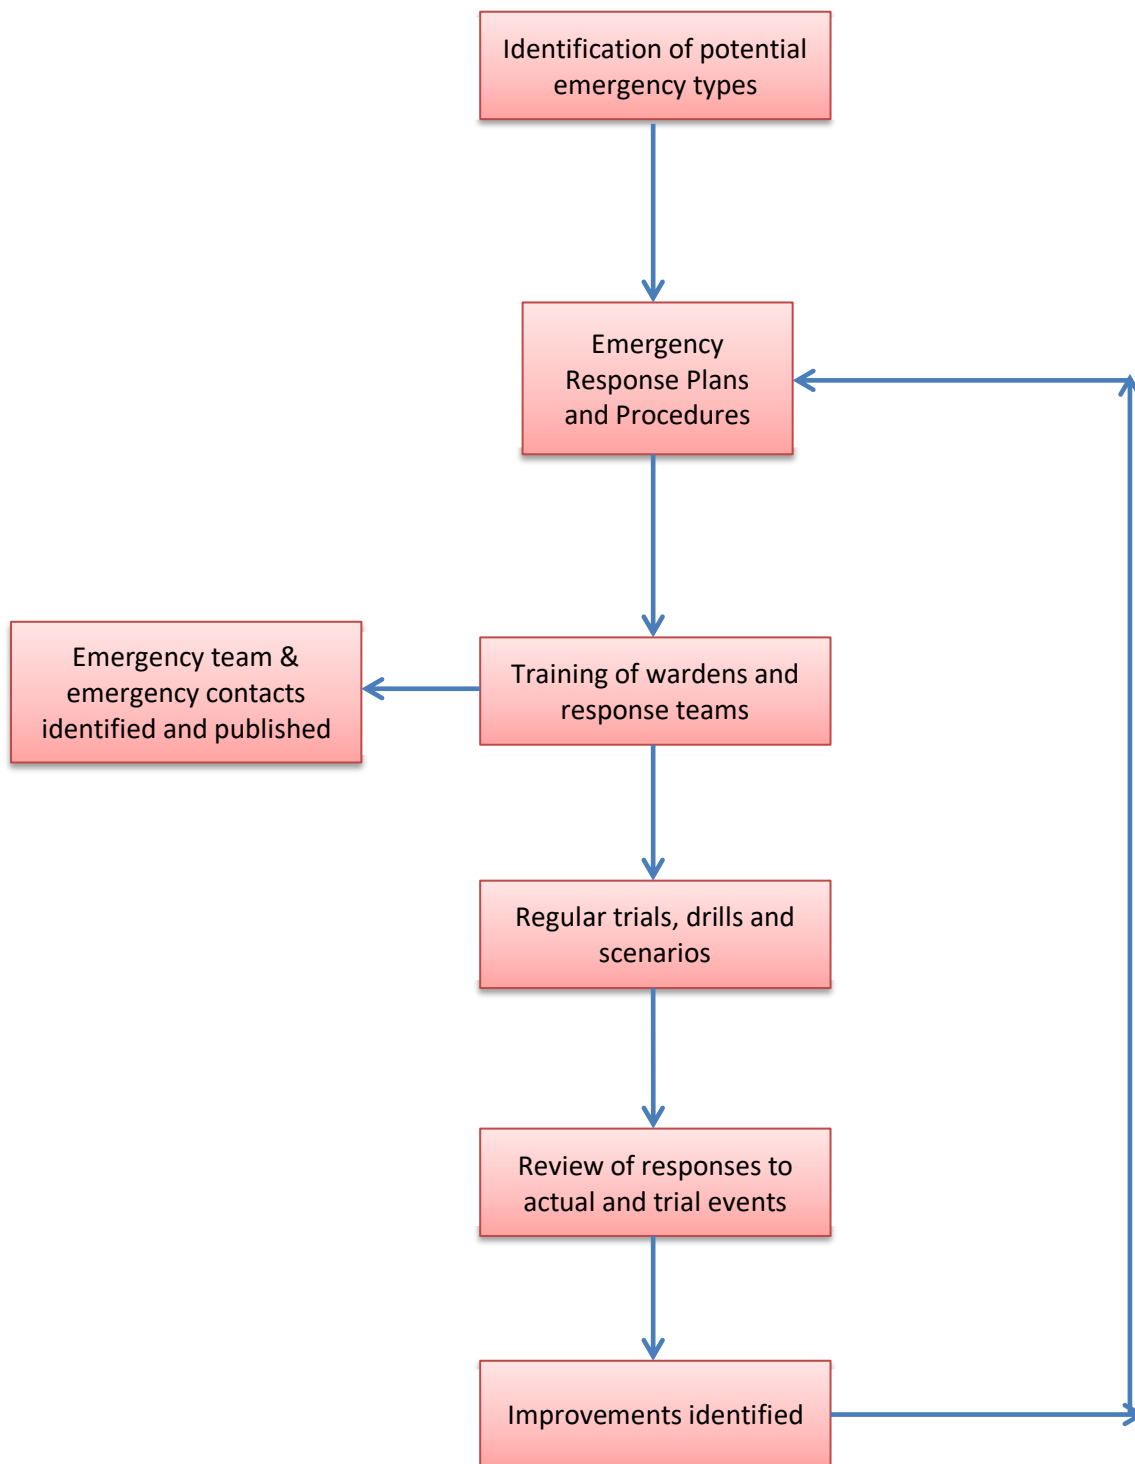 Identification of potential
emergency types
Emergency
Response Plans
and Procedures
Emergency team &
emergency contacts
identified and published
Training of wardens and
response teams
Regular trials, drills and
scenarios
Review of responses to
actual and trial events
Improvements identified